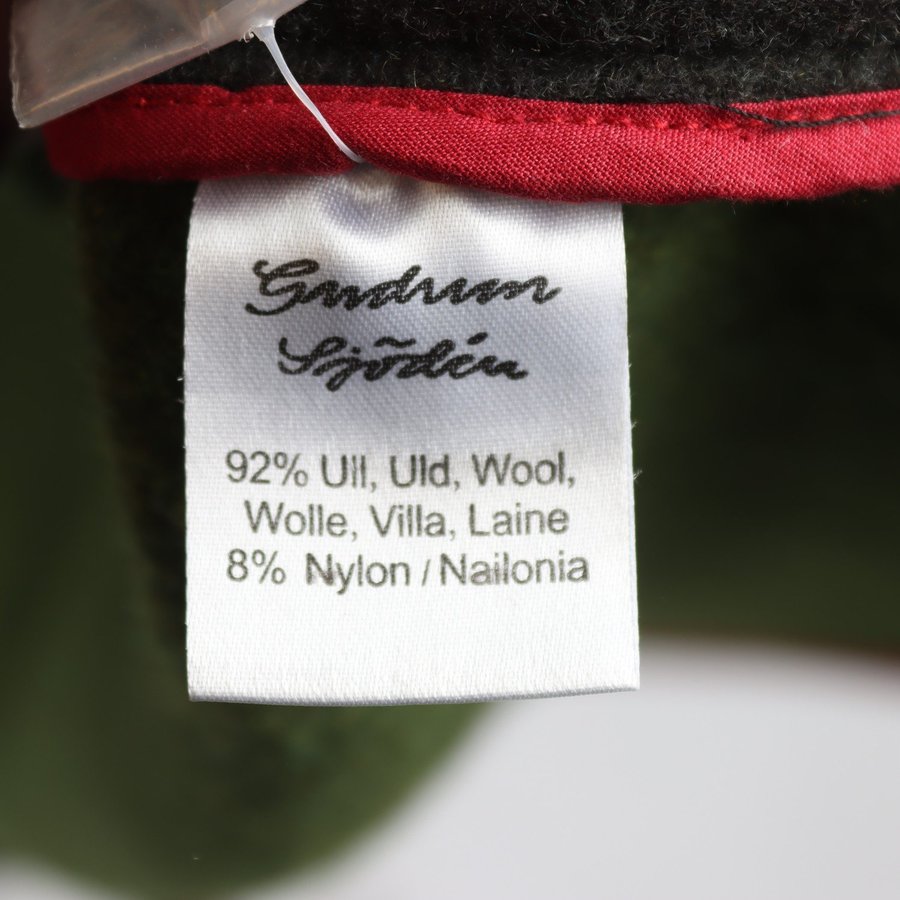 Gudrun
Sjödén
92% Ull, Uld, Wool,
Wolle, Villa, Laine
8% Nylon / Nailonia